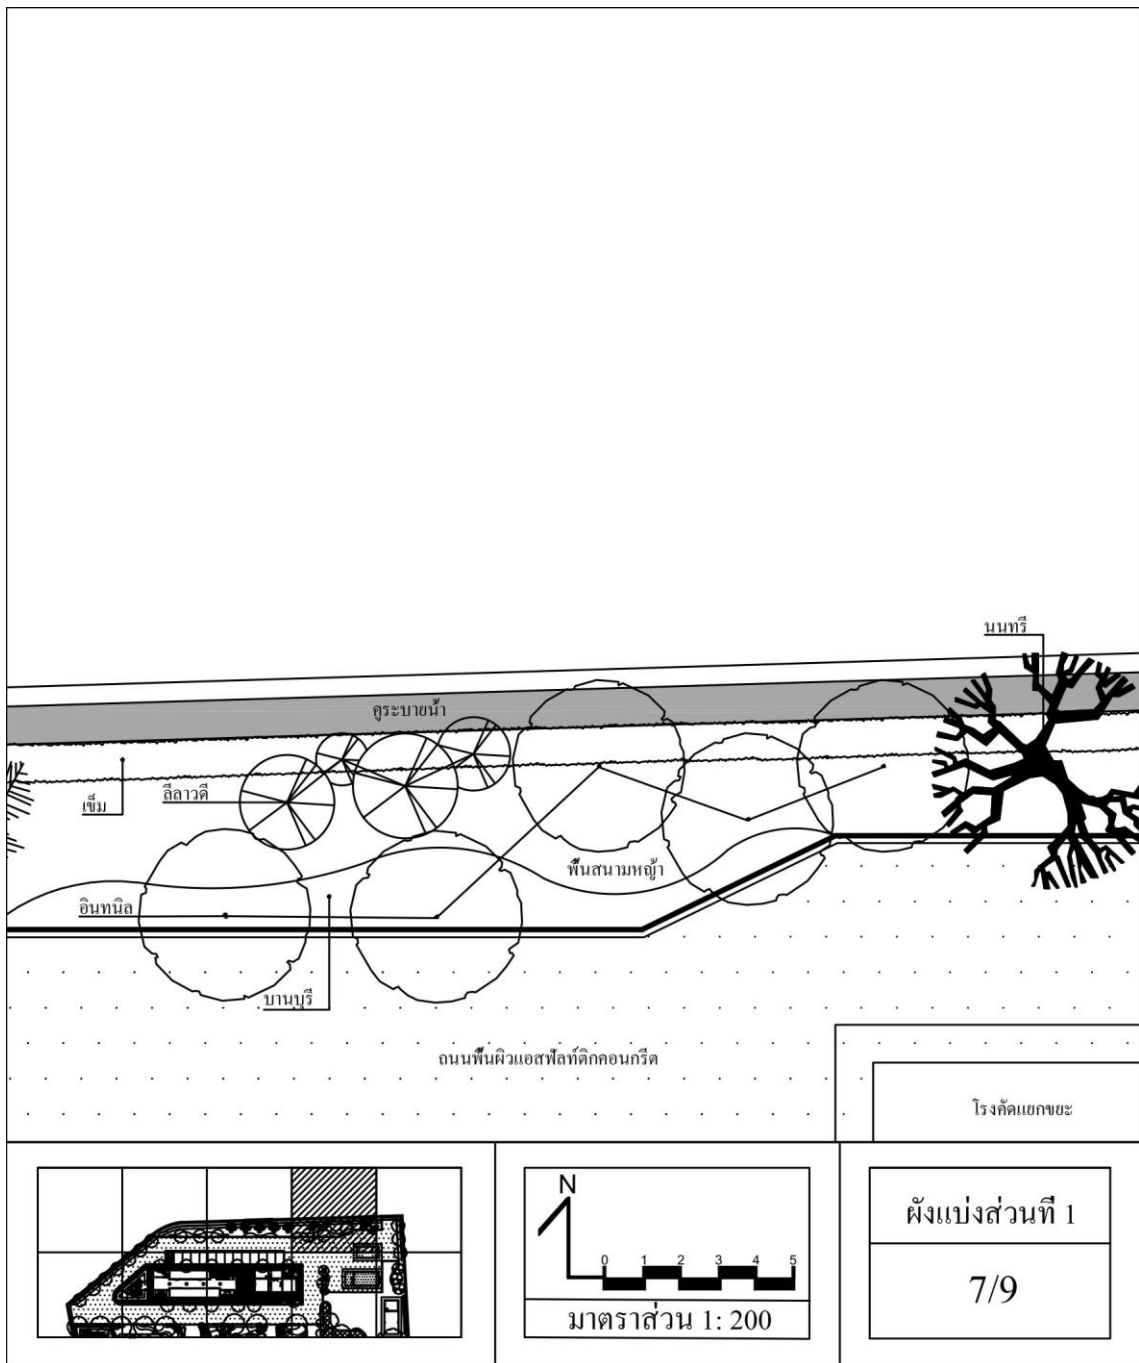 นนทรี
คูระบายน้ำ
ลีลาวดี
เข็ม
พื้นสนามหญ้า
อินทนิล
บานบุรี
ถนนพื้นผิวแอสฟัลท์ติกคอนกรีต
โรงคัดแยกขยะ
N
0 1 2 3 4 5
มาตราส่วน 1: 200
ผังแบ่งส่วนที่ 1
7/9